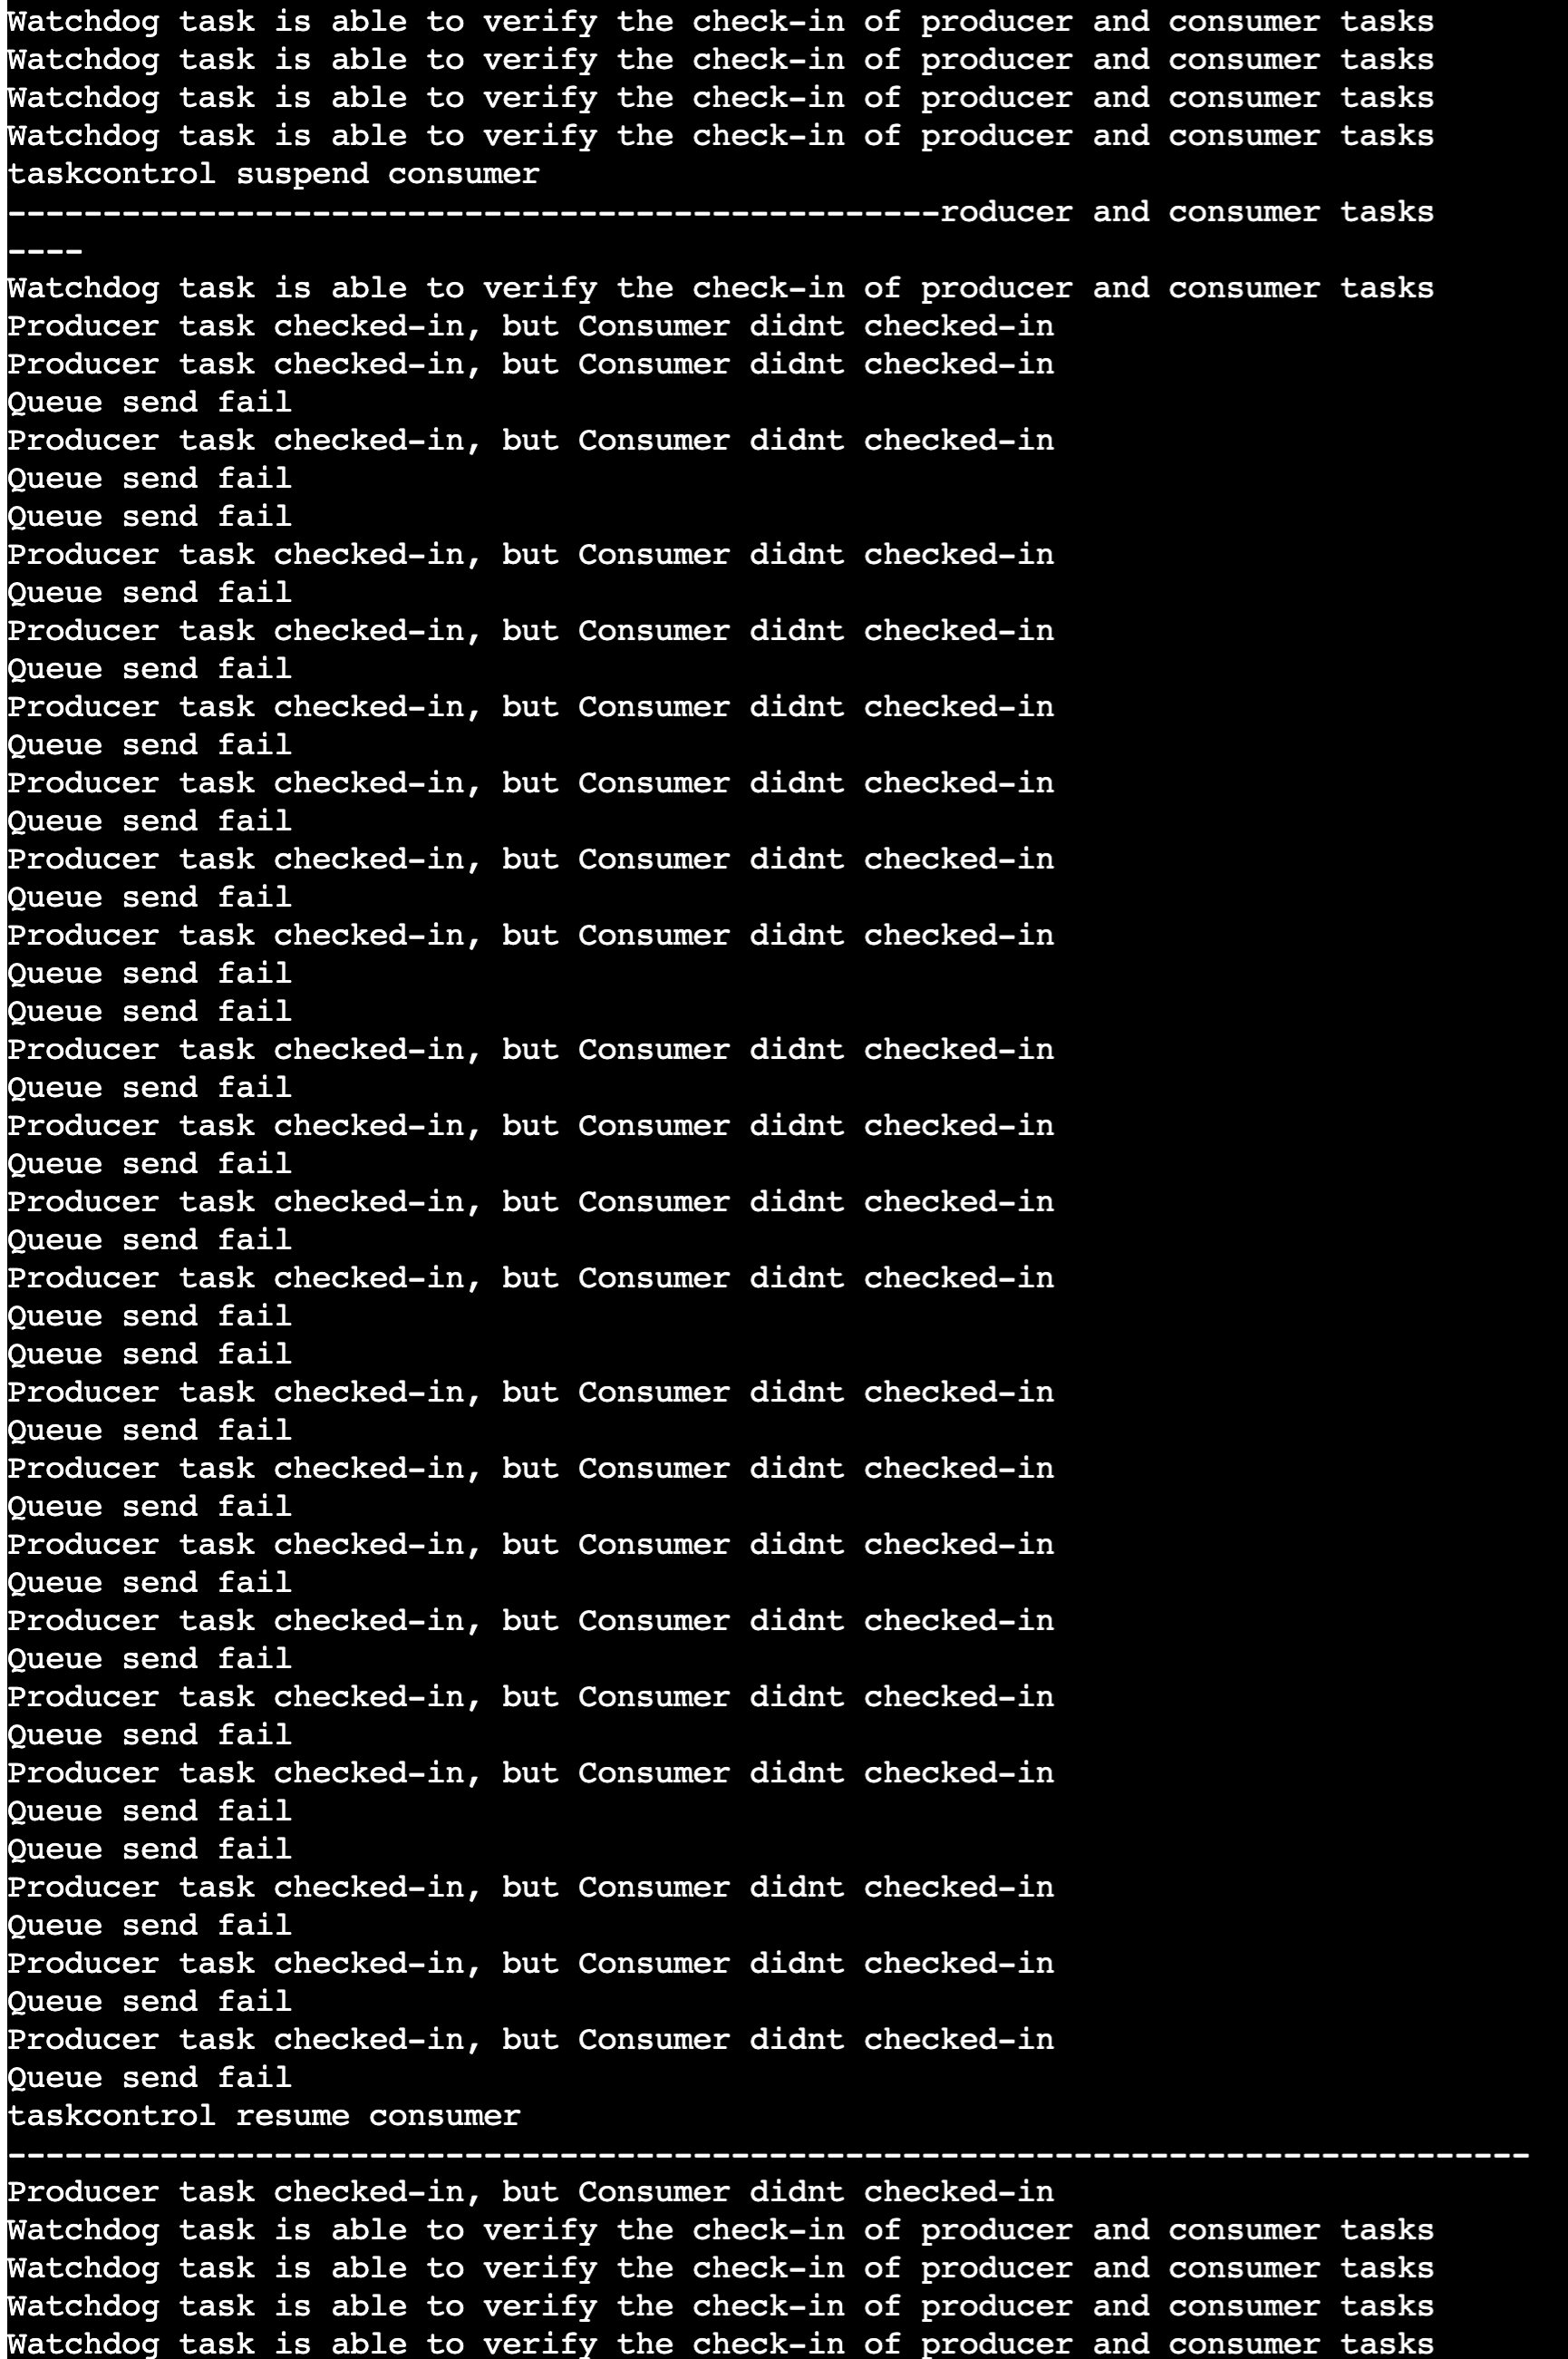 Watchdog task is able to verify the check-in of producer and consumer tasks
Watchdog task is able to verify the check-in of producer and consumer tasks
Watchdog task is able to verify the check-in of producer and consumer tasks
Watchdog task is able to verify the check-in of producer and consumer tasks
taskcontrol suspend consumer
-------------------------------------------------roducer and consumer tasks
----
Watchdog task is able to verify the check-in of producer and consumer tasks
Producer task checked-in, but Consumer didnt checked-in
Producer task checked-in, but Consumer didnt checked-in
Queue send fail
Producer task checked-in, but Consumer didnt checked-in
Queue send fail
Queue send fail
Producer task checked-in, but Consumer didnt checked-in
Queue send fail
Producer task checked-in, but Consumer didnt checked-in
Queue send fail
Producer task checked-in, but Consumer didnt checked-in
Queue send fail
Producer task checked-in, but Consumer didnt checked-in
Queue send fail
Producer task checked-in, but Consumer didnt checked-in
Queue send fail
Producer task checked-in, but Consumer didnt checked-in
Queue send fail
Queue send fail
Producer task checked-in, but Consumer didnt checked-in
Queue send fail
Producer task checked-in, but Consumer didnt checked-in
Queue send fail
Producer task checked-in, but Consumer didnt checked-in
Queue send fail
Producer task checked-in, but Consumer didnt checked-in
Queue send fail
Queue send fail
Producer task checked-in, but Consumer didnt checked-in
Queue send fail
Producer task checked-in, but Consumer didnt checked-in
Queue send fail
Producer task checked-in, but Consumer didnt checked-in
Queue send fail
Producer task checked-in, but Consumer didnt checked-in
Queue send fail
Producer task checked-in, but Consumer didnt checked-in
Queue send fail
Producer task checked-in, but Consumer didnt checked-in
Queue send fail
Queue send fail
Producer task checked-in, but Consumer didnt checked-in
Queue send fail
Producer task checked-in, but Consumer didnt checked-in
Queue send fail
Producer task checked-in, but Consumer didnt checked-in
Queue send fail
taskcontrol resume consumer
--------------------------------------------------------------------------------
Producer task checked-in, but Consumer didnt checked-in
Watchdog task is able to verify the check-in of producer and consumer tasks
Watchdog task is able to verify the check-in of producer and consumer tasks
Watchdog task is able to verify the check-in of producer and consumer tasks
Watchdog task is able to verify the check-in of producer and consumer tasks